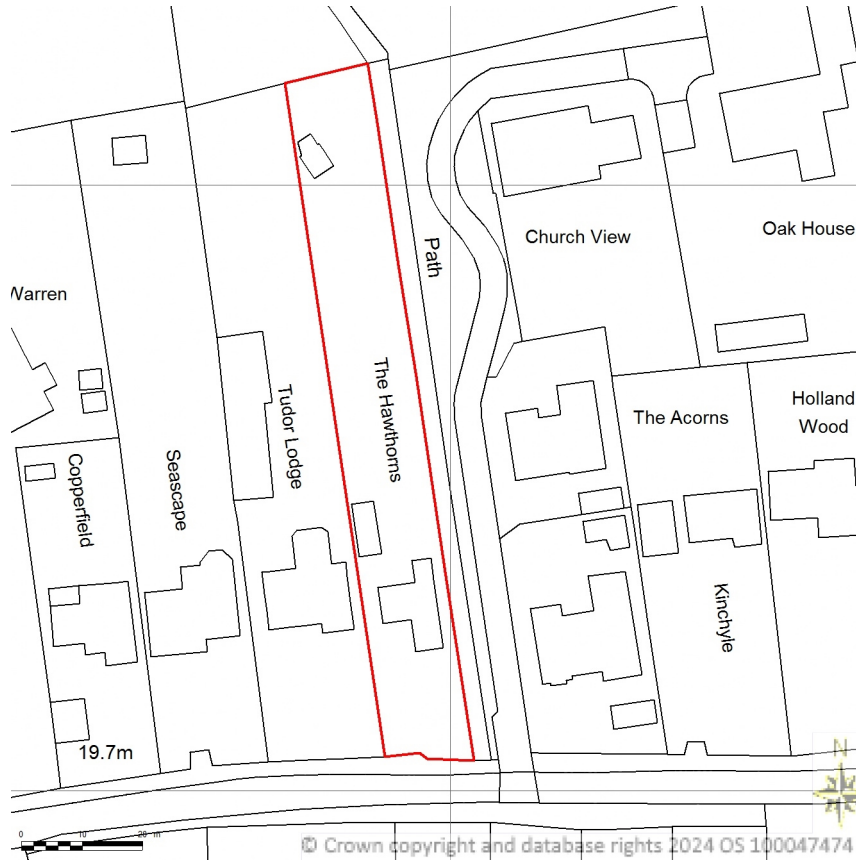 Path
Church View
Oak House
Warren
The Hawthorns
Tudor Lodge
The Acorns
Holland
Wood
Copperfield
Seascape
Kinchyle
19.7m
N
0 10 20 m
© Crown copyright and database rights 2024 OS 100047474